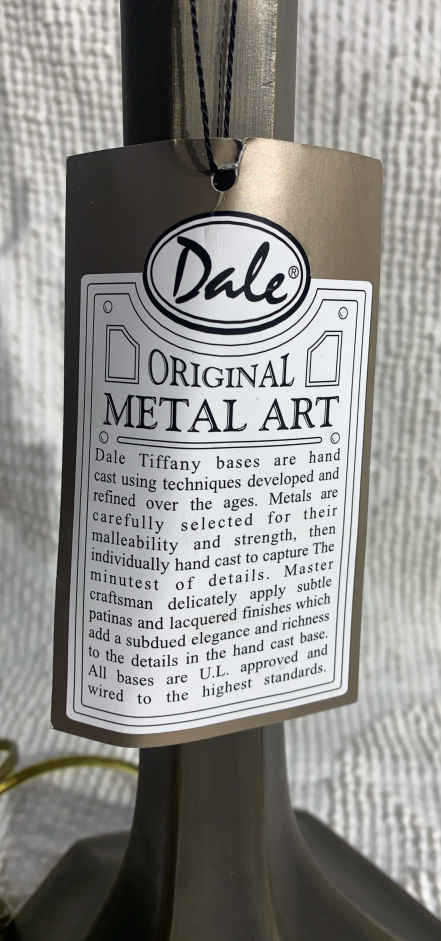 Dale®
ORIGINAL
METAL ART
Dale Tiffany bases are hand
cast using techniques developed and
refined over the ages. Metals are
carefully selected for their
malleability and strength, then
individually hand cast to capture The
minutest of details. Master
craftsman delicately apply subtle
patinas and lacquered finishes which
add a subdued elegance and richness
to the details in the hand cast base.
All bases are U.L. approved and
wired to the highest standards.